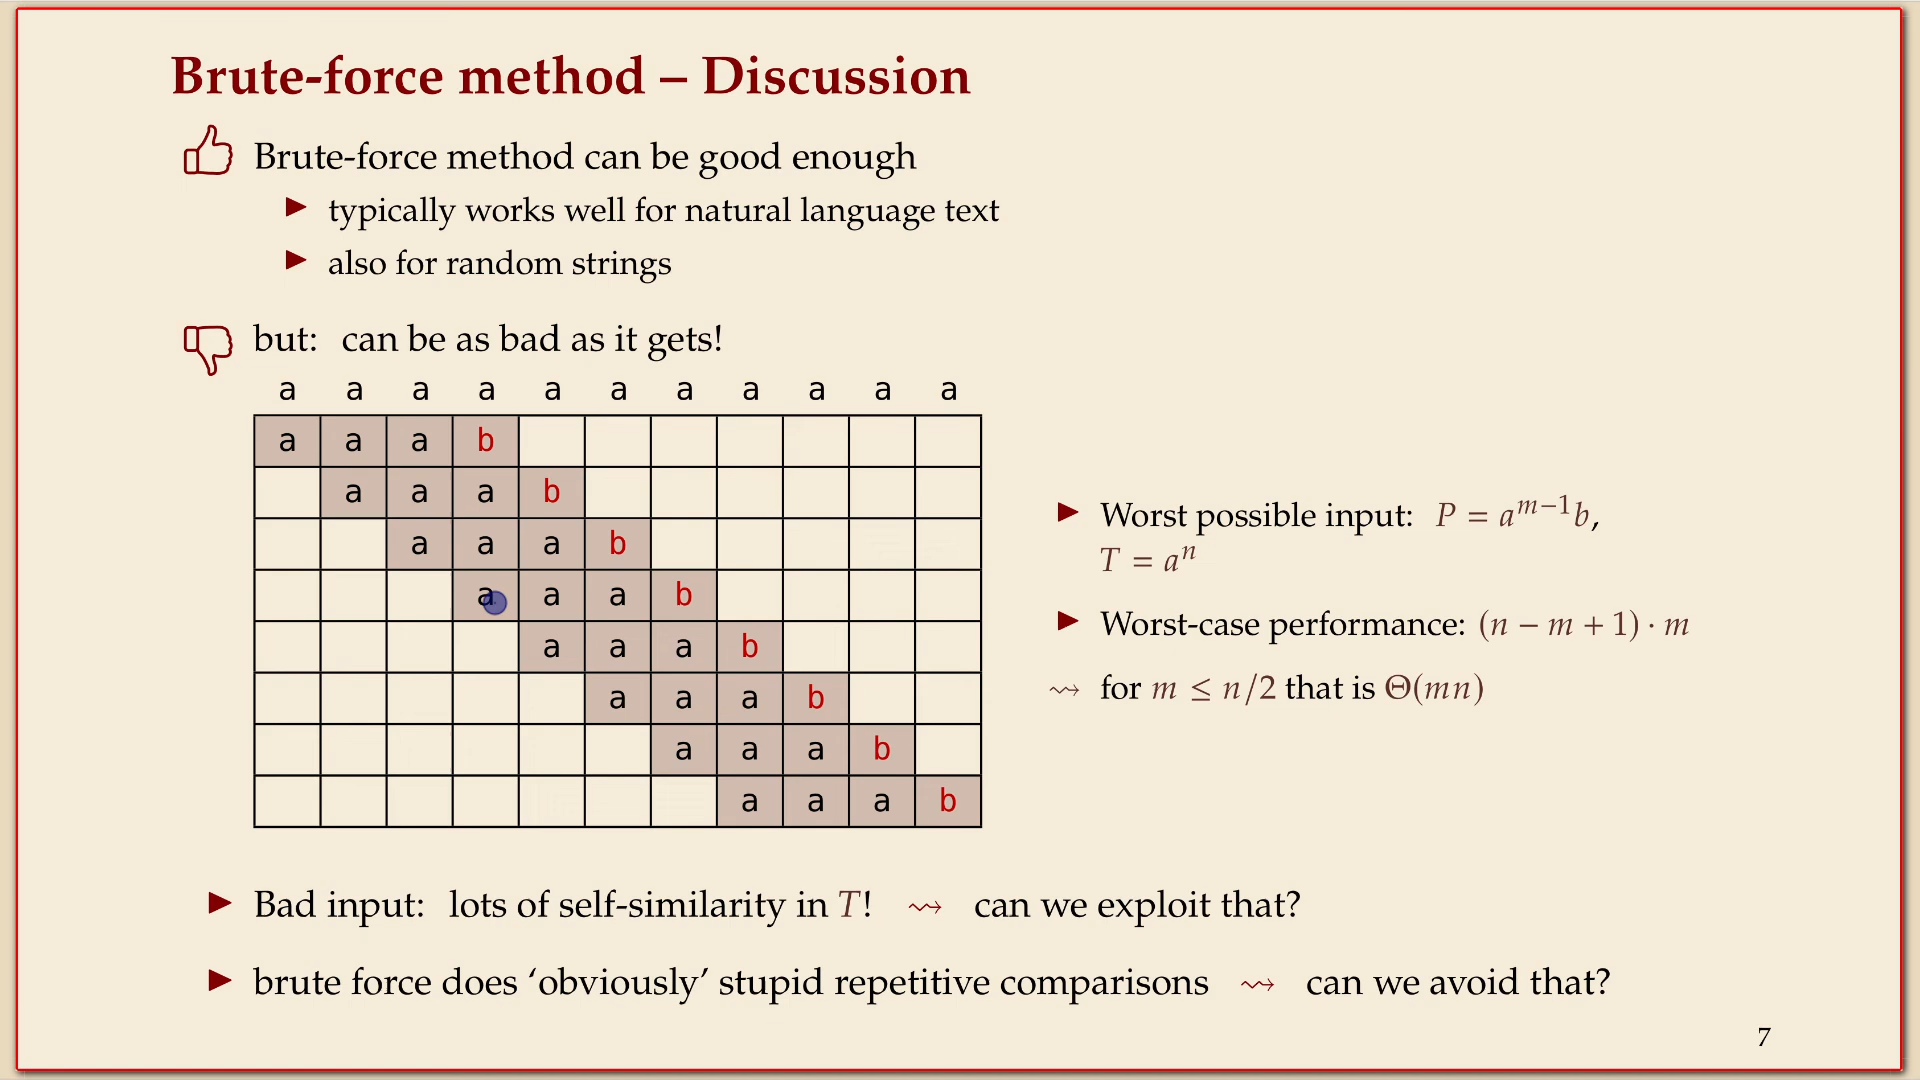 Brute-force method – Discussion
Brute-force method can be good enough
▶ typically works well for natural language text
▶ also for random strings
but: can be as bad as it gets!
a a a a a a a a a a a
a a a b
a a a b
a a a b
a a a b
a a a b
a a a b
a a a b
a a a b
▶ Worst possible input: P = a^{m−1}b,
T = a^n
▶ Worst-case performance: (n − m + 1) · m
⇝ for m ≤ n/2 that is Θ(mn)
▶ Bad input: lots of self-similarity in T! ⇝ can we exploit that?
▶ brute force does ‘obviously’ stupid repetitive comparisons ⇝ can we avoid that?
7